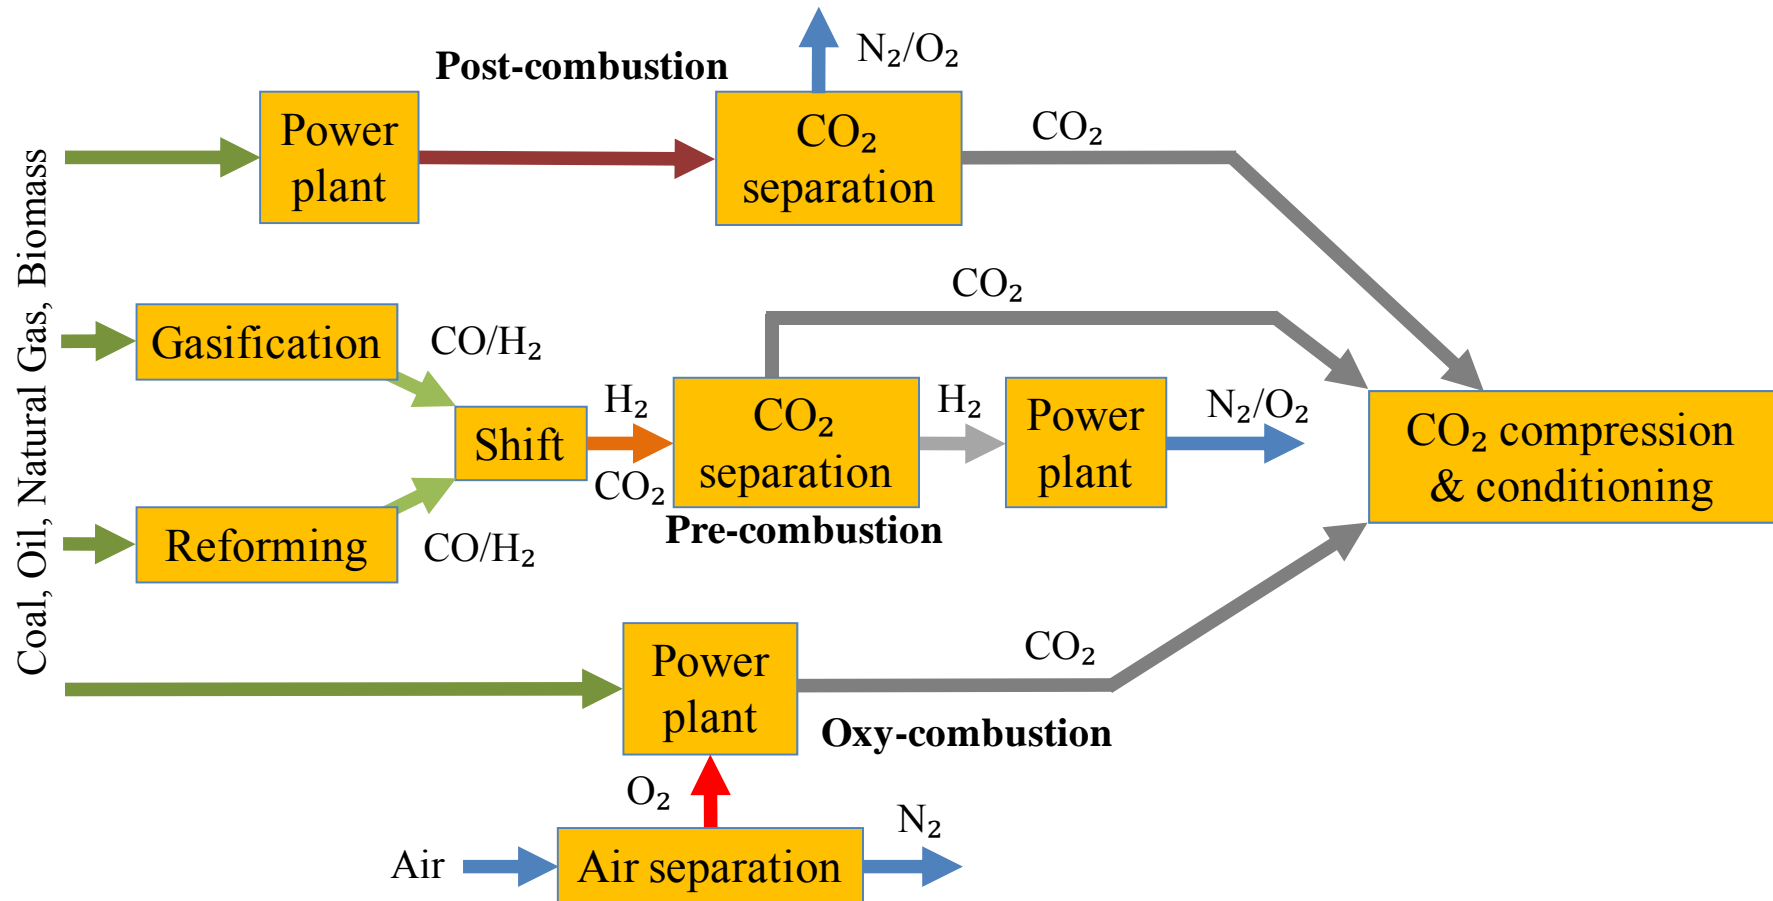 Coal, Oil, Natural Gas, Biomass
Post-combustion
N₂/O₂
Power
plant
CO₂
separation
CO₂
Gasification
CO/H₂
CO₂
Shift
H₂
CO₂
CO₂
separation
H₂
Power
plant
N₂/O₂
CO₂ compression
& conditioning
Pre-combustion
Reforming
CO/H₂
Power
plant
CO₂
Oxy-combustion
O₂
N₂
Air
Air separation